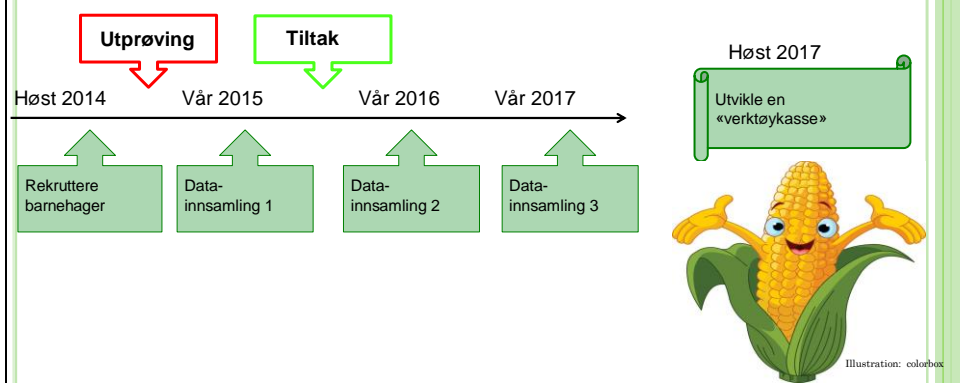 Utprøving
Tiltak
Høst 2014
Vår 2015
Vår 2016
Vår 2017
Høst 2017
Utvikle en
«verktøykasse»
Rekruttere
barnehager
Data-
innsamling 1
Data-
innsamling 2
Data-
innsamling 3
Illustration: colorbox